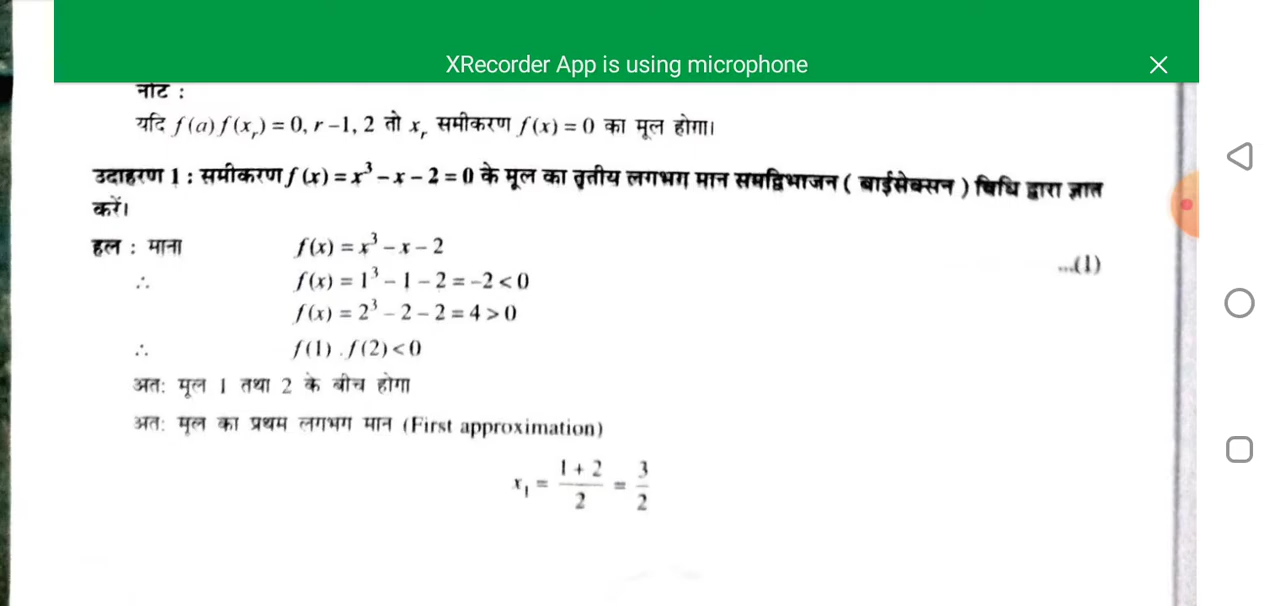 XRecorder App is using microphone
नोट :
यदि f(a) f(xᵣ) = 0, r –1, 2 तो xᵣ समीकरण f(x) = 0 का मूल होगा।
उदाहरण 1 : समीकरण f (x) = x³ – x – 2 = 0 के मूल का तृतीय लगभग मान समद्विभाजन ( बाईसेक्सन ) विधि द्वारा ज्ञात
करें।
हल : माना f(x) = x³ – x – 2 ...(1)
∴ f(x) = 1³ – 1 – 2 = –2 < 0
f(x) = 2³ – 2 – 2 = 4 > 0
∴ f(1) . f(2) < 0
अतः मूल 1 तथा 2 के बीच होगा
अतः मूल का प्रथम लगभग मान (First approximation)
x₁ = (1 + 2)/2 = 3/2